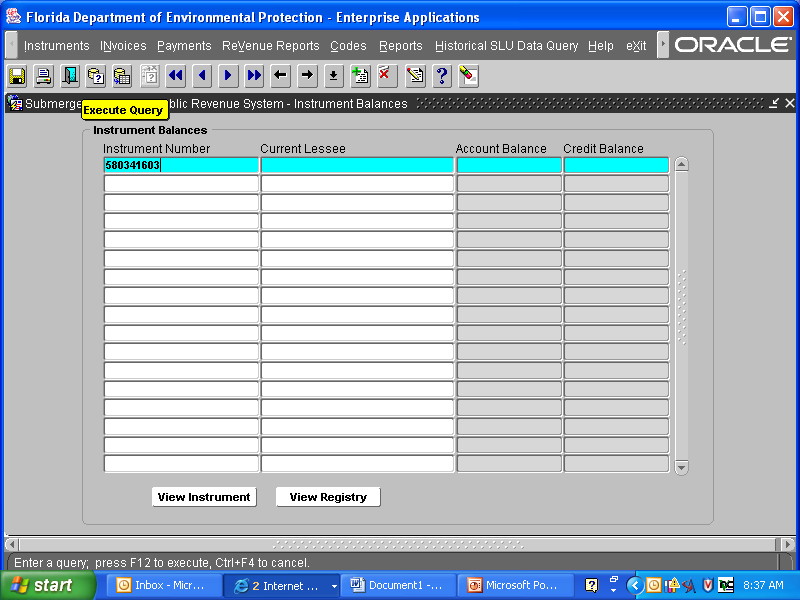 Florida Department of Environmental Protection - Enterprise Applications
Instruments INvoices Payments ReVenue Reports Codes Reports Historical SLU Data Query Help eXit ORACLE
Submerge blic Revenue System - Instrument Balances
Execute Query
Instrument Balances
Instrument Number Current Lessee Account Balance Credit Balance
580341603
View Instrument View Registry
Enter a query; press F12 to execute, Ctrl+F4 to cancel.
start Inbox - Micr... 2 Internet ... Document1 -... Microsoft Po... 8:37 AM